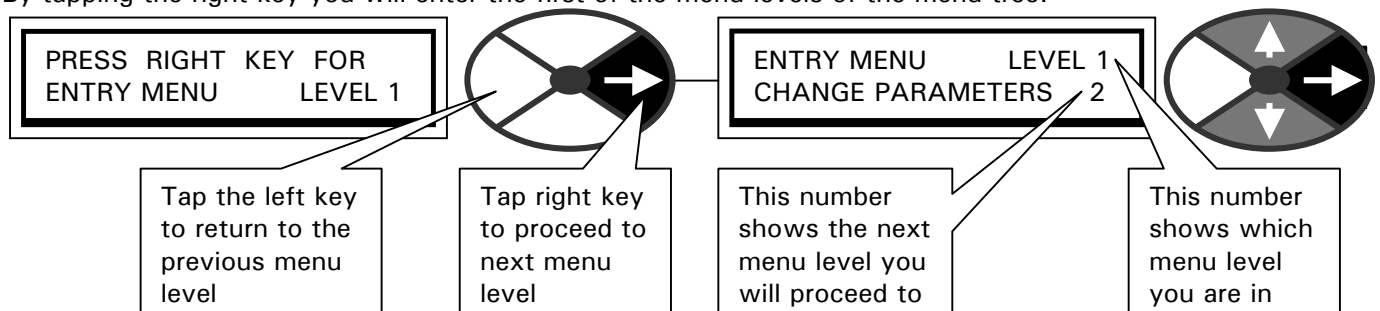 By tapping the right key you will enter the first of the menu levels of the menu tree.
PRESS RIGHT KEY FOR
ENTRY MENU LEVEL 1
ENTRY MENU LEVEL 1
CHANGE PARAMETERS 2
Tap the left key
to return to the
previous menu
level
Tap right key
to proceed to
next menu
level
This number
shows the next
menu level you
will proceed to
This number
shows which
menu level
you are in